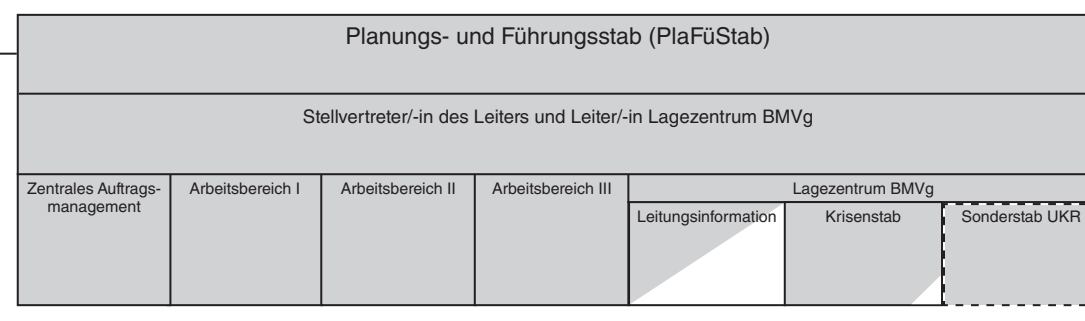 Planungs- und Führungsstab (PlaFüStab)
Stellvertreter/-in des Leiters und Leiter/-in Lagezentrum BMVg
Zentrales Auftrags-
management
Arbeitsbereich I
Arbeitsbereich II
Arbeitsbereich III
Lagezentrum BMVg
Leitungsinformation
Krisenstab
Sonderstab UKR